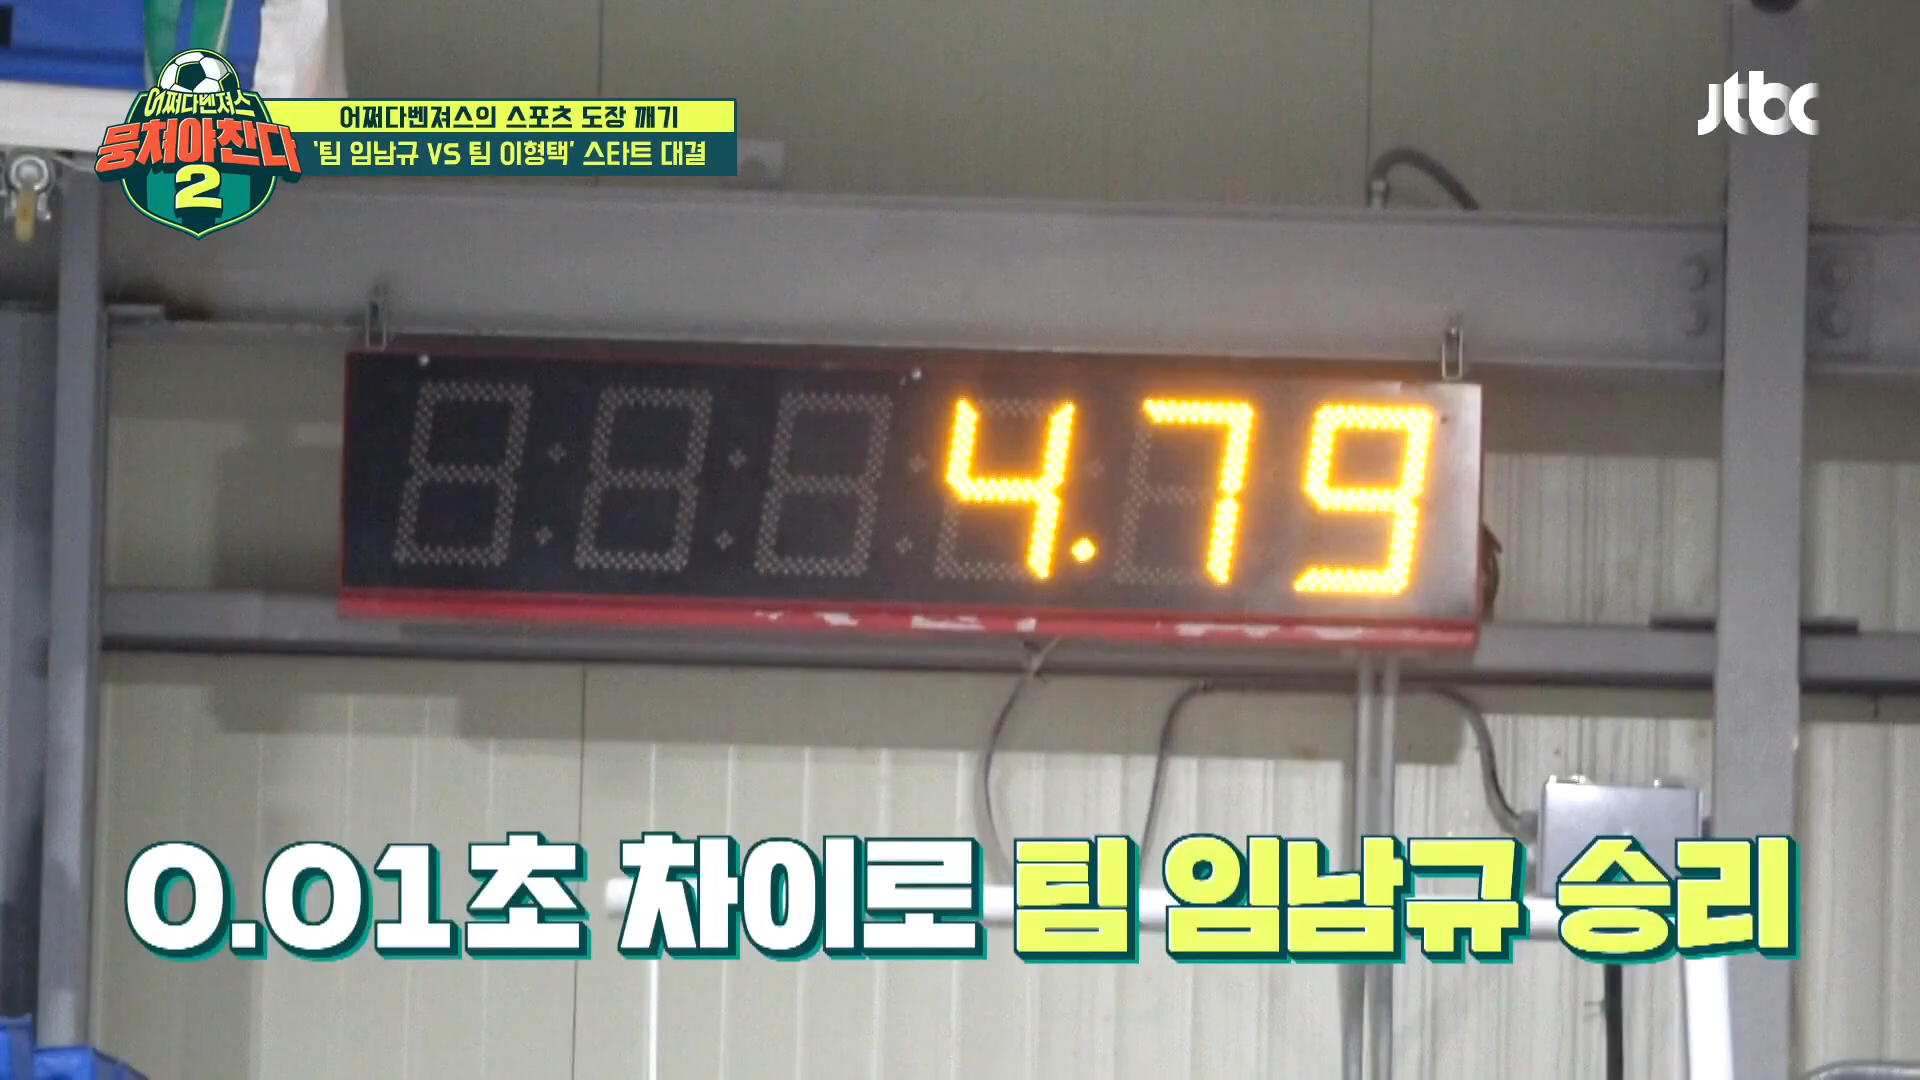 어쩌다벤져스
뭉쳐야찬다
2
어쩌다벤져스의 스포츠 도장 깨기
'팀 임남규 VS 팀 이형택' 스타트 대결
jtbc
4.79
0.01초 차이로 팀 임남규 승리